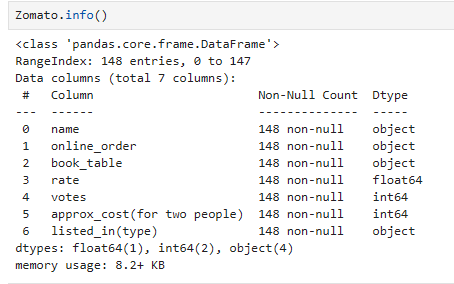 Zomato.info()
<class 'pandas.core.frame.DataFrame'>
RangeIndex: 148 entries, 0 to 147
Data columns (total 7 columns):
 #   Column                       Non-Null Count  Dtype
---  ------                       --------------  -----
 0   name                         148 non-null    object
 1   online_order                 148 non-null    object
 2   book_table                   148 non-null    object
 3   rate                         148 non-null    float64
 4   votes                        148 non-null    int64
 5   approx_cost(for two people)  148 non-null    int64
 6   listed_in(type)              148 non-null    object
dtypes: float64(1), int64(2), object(4)
memory usage: 8.2+ KB